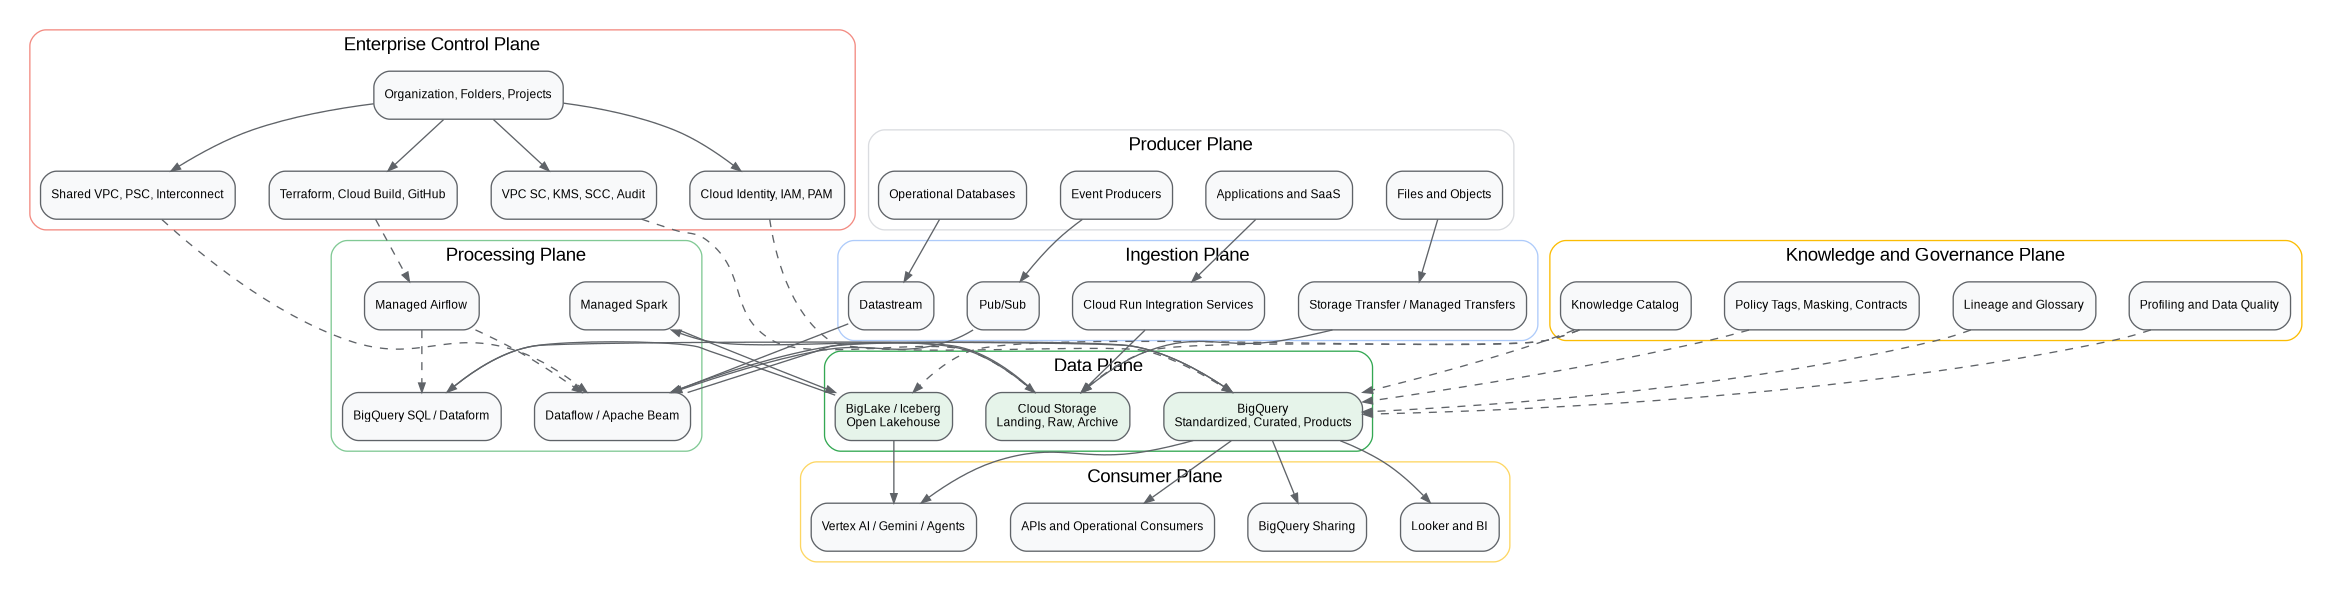 Enterprise Control Plane
Organization, Folders, Projects
Shared VPC, PSC, Interconnect
Terraform, Cloud Build, GitHub
VPC SC, KMS, SCC, Audit
Cloud Identity, IAM, PAM
Producer Plane
Operational Databases
Event Producers
Applications and SaaS
Files and Objects
Processing Plane
Managed Airflow
Managed Spark
BigQuery SQL / Dataform
Dataflow / Apache Beam
Ingestion Plane
Datastream
Pub/Sub
Cloud Run Integration Services
Storage Transfer / Managed Transfers
Knowledge and Governance Plane
Knowledge Catalog
Policy Tags, Masking, Contracts
Lineage and Glossary
Profiling and Data Quality
Data Plane
BigLake / Iceberg
Open Lakehouse
Cloud Storage
Landing, Raw, Archive
BigQuery
Standardized, Curated, Products
Consumer Plane
Vertex AI / Gemini / Agents
APIs and Operational Consumers
BigQuery Sharing
Looker and BI